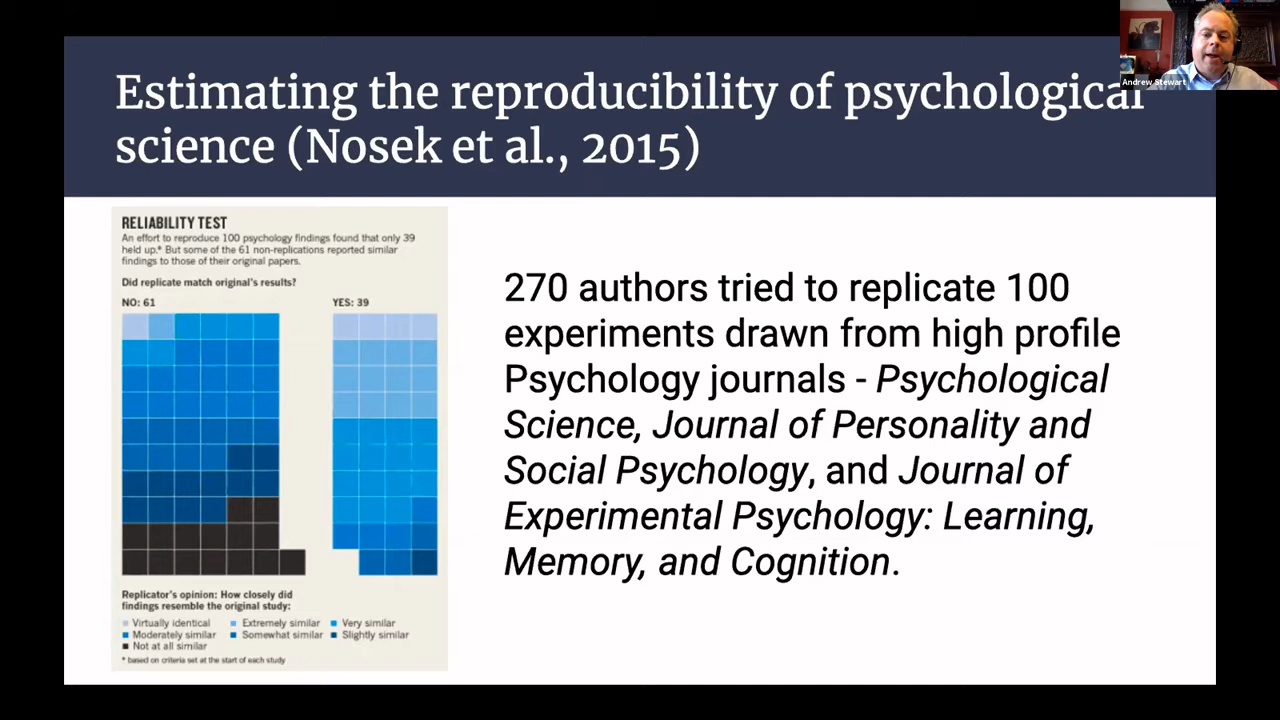 Estimating the reproducibility of psychological
science (Nosek et al., 2015)
Andrew Stewart
RELIABILITY TEST
An effort to reproduce 100 psychology findings found that only 39
held up.* But some of the 61 non-replications reported similar
findings to those of their original papers.
Did replicate match original's results?
NO: 61
YES: 39
Replicator's opinion: How closely did
findings resemble the original study:
Virtually identical Extremely similar Very similar
Moderately similar Somewhat similar Slightly similar
Not at all similar
* based on criteria set at the start of each study
270 authors tried to replicate 100
experiments drawn from high profile
Psychology journals - Psychological
Science, Journal of Personality and
Social Psychology, and Journal of
Experimental Psychology: Learning,
Memory, and Cognition.